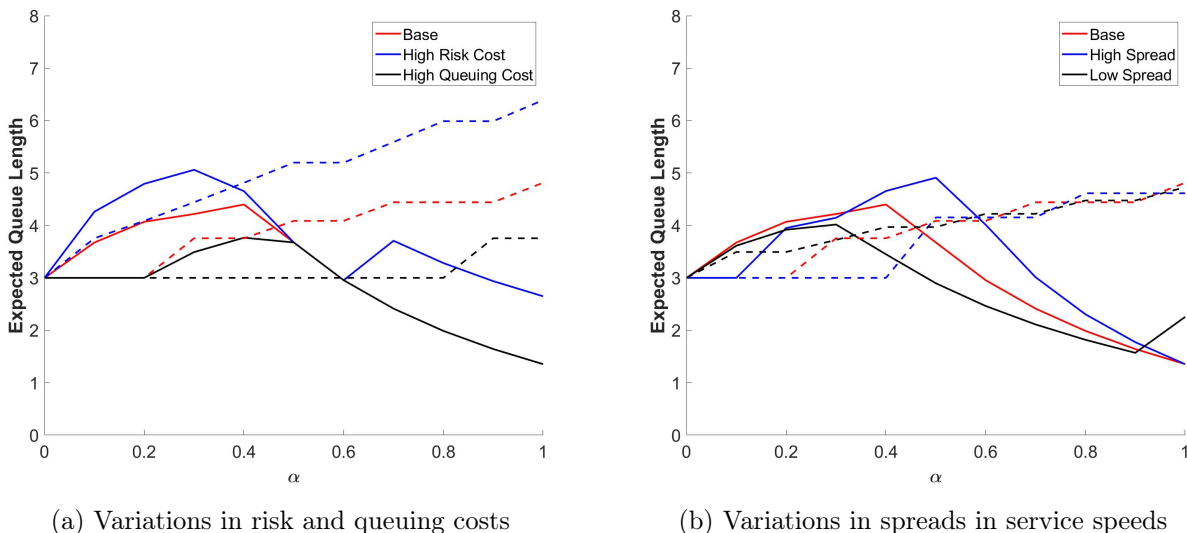 8
7
6
5
4
3
2
1
0
Expected Queue Length
0 0.2 0.4 0.6 0.8 1
α
Base
High Risk Cost
High Queuing Cost
(a) Variations in risk and queuing costs
8
7
6
5
4
3
2
1
0
Expected Queue Length
0 0.2 0.4 0.6 0.8 1
α
Base
High Spread
Low Spread
(b) Variations in spreads in service speeds